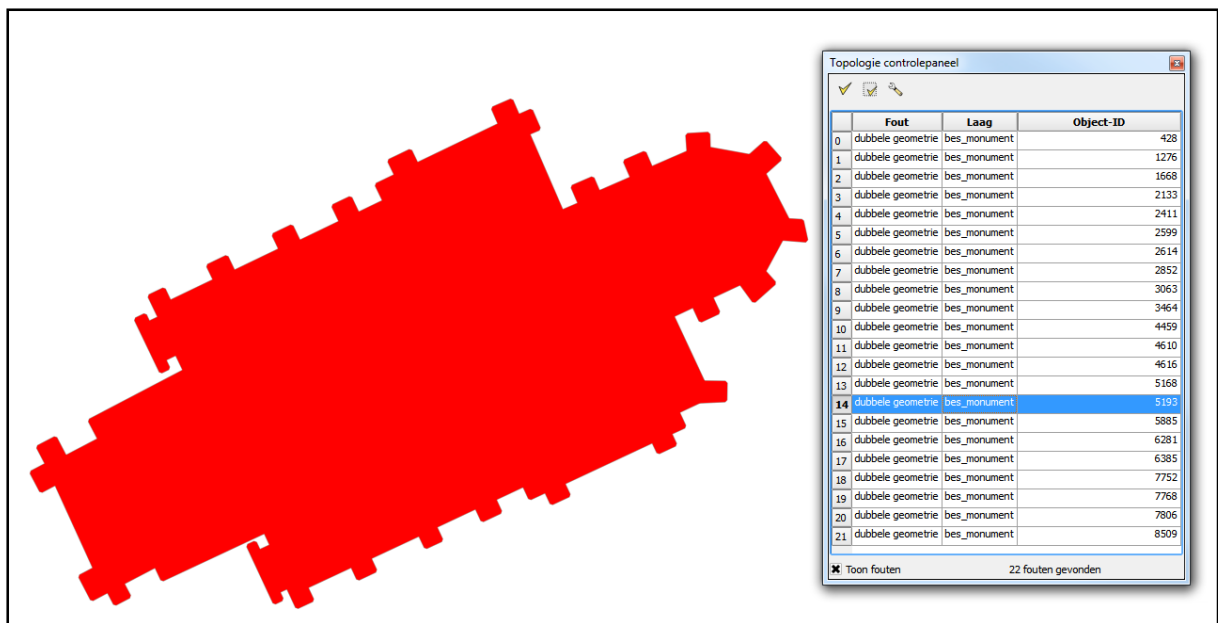 Topologie controlepaneel
Fout Laag Object-ID
0 dubbele geometrie bes_monument 428
1 dubbele geometrie bes_monument 1276
2 dubbele geometrie bes_monument 1668
3 dubbele geometrie bes_monument 2133
4 dubbele geometrie bes_monument 2411
5 dubbele geometrie bes_monument 2599
6 dubbele geometrie bes_monument 2614
7 dubbele geometrie bes_monument 2852
8 dubbele geometrie bes_monument 3063
9 dubbele geometrie bes_monument 3464
10 dubbele geometrie bes_monument 4459
11 dubbele geometrie bes_monument 4610
12 dubbele geometrie bes_monument 4616
13 dubbele geometrie bes_monument 5168
14 dubbele geometrie bes_monument 5193
15 dubbele geometrie bes_monument 5885
16 dubbele geometrie bes_monument 6281
17 dubbele geometrie bes_monument 6385
18 dubbele geometrie bes_monument 7752
19 dubbele geometrie bes_monument 7768
20 dubbele geometrie bes_monument 7806
21 dubbele geometrie bes_monument 8509
Toon fouten 22 fouten gevonden